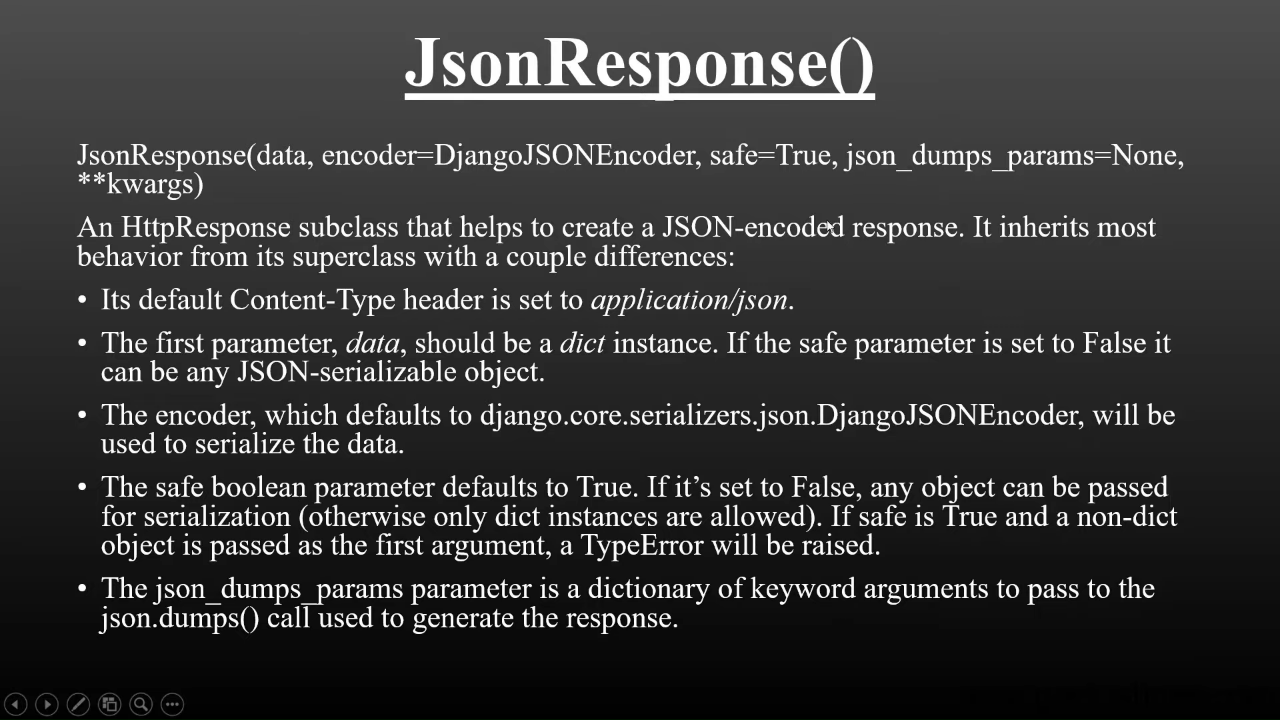 JsonResponse()
JsonResponse(data, encoder=DjangoJSONEncoder, safe=True, json_dumps_params=None,
**kwargs)
An HttpResponse subclass that helps to create a JSON-encoded response. It inherits most
behavior from its superclass with a couple differences:
• Its default Content-Type header is set to application/json.
• The first parameter, data, should be a dict instance. If the safe parameter is set to False it
can be any JSON-serializable object.
• The encoder, which defaults to django.core.serializers.json.DjangoJSONEncoder, will be
used to serialize the data.
• The safe boolean parameter defaults to True. If it’s set to False, any object can be passed
for serialization (otherwise only dict instances are allowed). If safe is True and a non-dict
object is passed as the first argument, a TypeError will be raised.
• The json_dumps_params parameter is a dictionary of keyword arguments to pass to the
json.dumps() call used to generate the response.